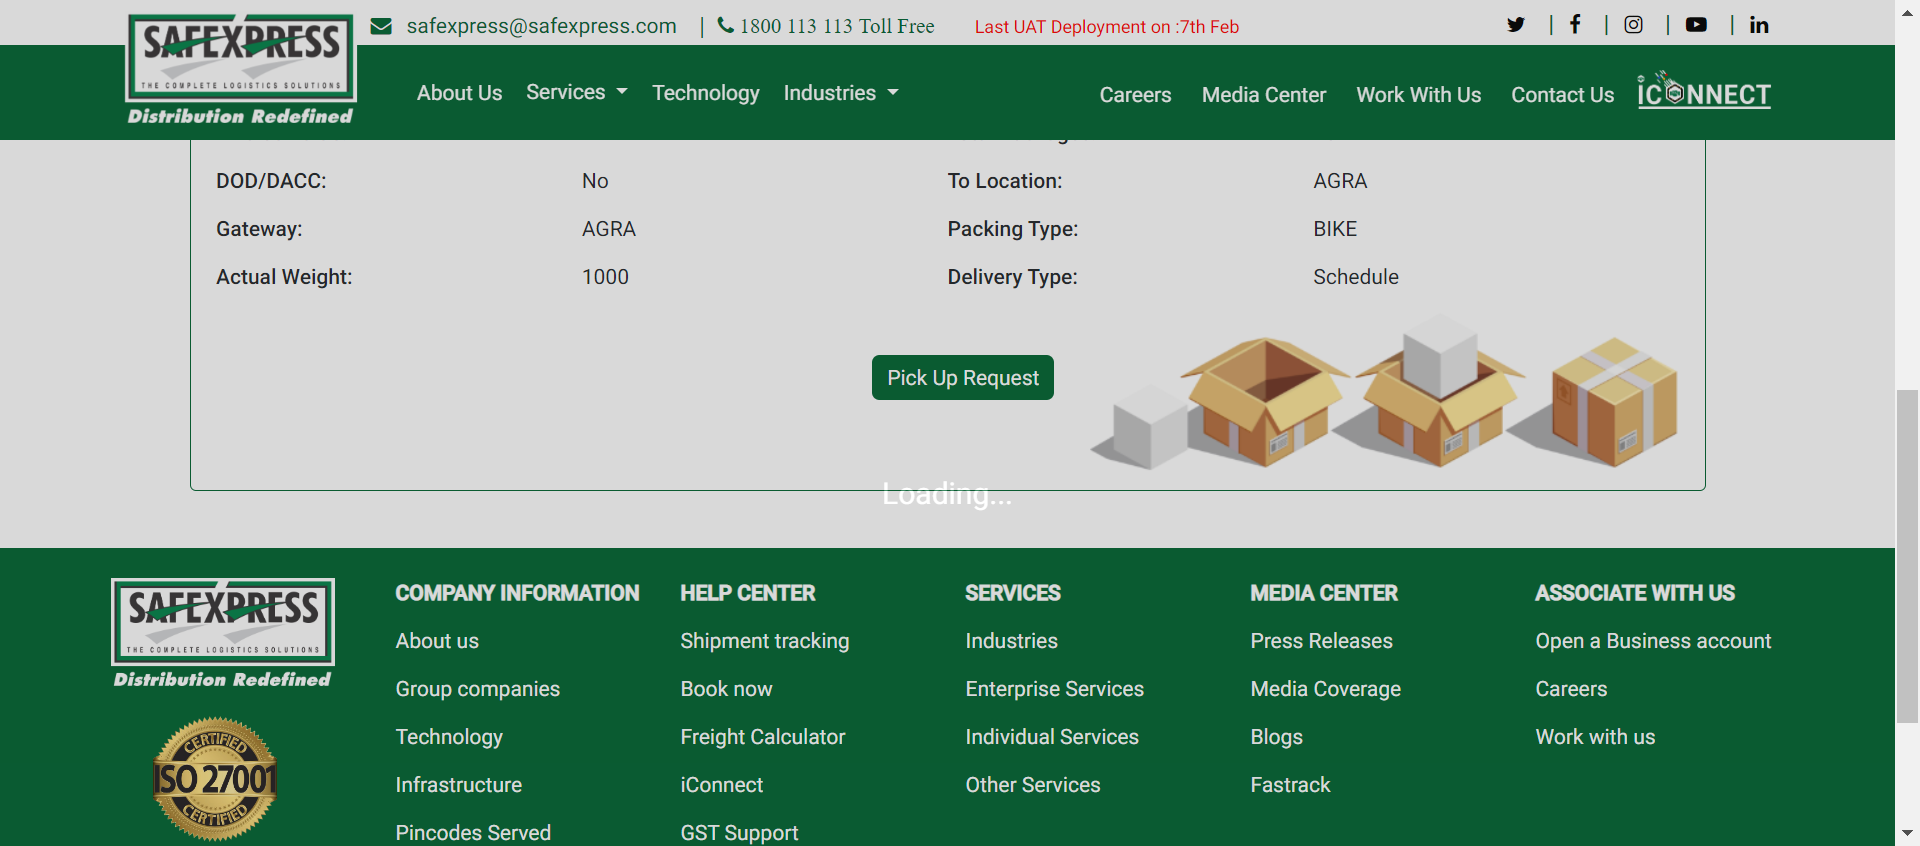 SAFEXPRESS
THE COMPLETE LOGISTICS SOLUTIONS
Distribution Redefined
safexpress@safexpress.com | 1800 113 113 Toll Free Last UAT Deployment on :7th Feb | | | |
About Us Services Technology Industries Careers Media Center Work With Us Contact Us iCONNECT
DOD/DACC: No To Location: AGRA
Gateway: AGRA Packing Type: BIKE
Actual Weight: 1000 Delivery Type: Schedule
Pick Up Request
Loading...
SAFEXPRESS
THE COMPLETE LOGISTICS SOLUTIONS
Distribution Redefined
CERTIFIED
ISO 27001
CERTIFIED
COMPANY INFORMATION
About us
Group companies
Technology
Infrastructure
Pincodes Served
HELP CENTER
Shipment tracking
Book now
Freight Calculator
iConnect
GST Support
SERVICES
Industries
Enterprise Services
Individual Services
Other Services
MEDIA CENTER
Press Releases
Media Coverage
Blogs
Fastrack
ASSOCIATE WITH US
Open a Business account
Careers
Work with us